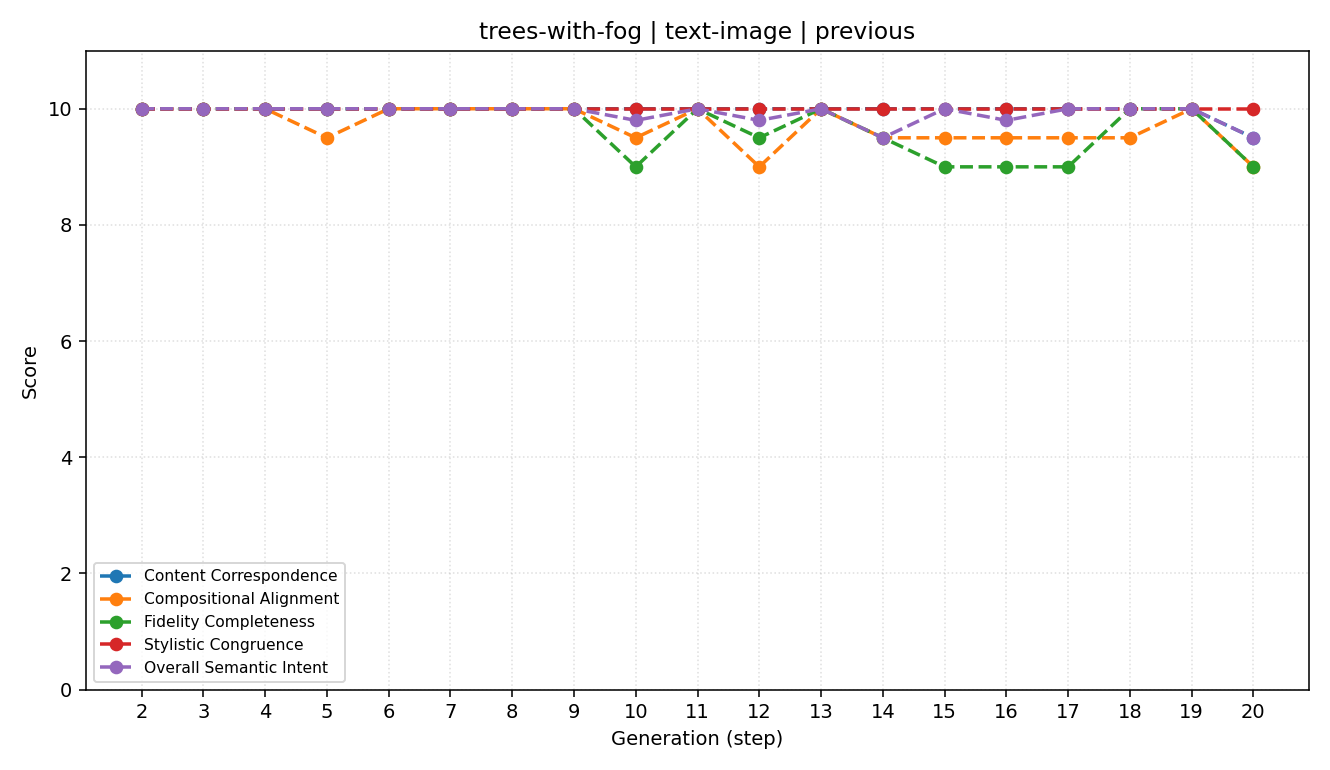 trees-with-fog | text-image | previous
Score
10
8
6
4
2
0
Content Correspondence
Compositional Alignment
Fidelity Completeness
Stylistic Congruence
Overall Semantic Intent
2 3 4 5 6 7 8 9 10 11 12 13 14 15 16 17 18 19 20
Generation (step)